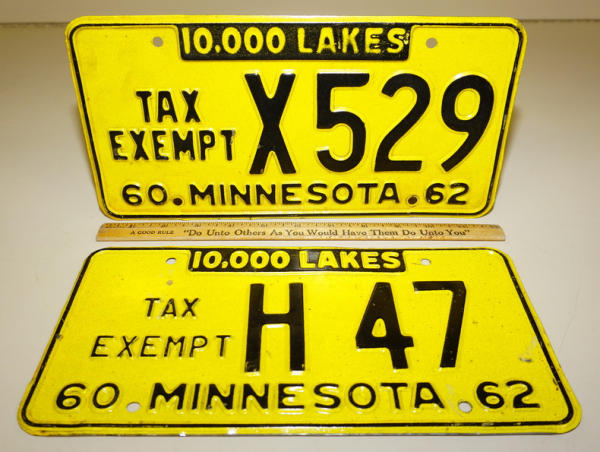 10,000 LAKES
TAX
EXEMPT X529
60. MINNESOTA. 62
A GOOD RULE "Do Unto Others As You Would Have Them Do Unto You"
10,000 LAKES
TAX
EXEMPT H 47
60 MINNESOTA 62